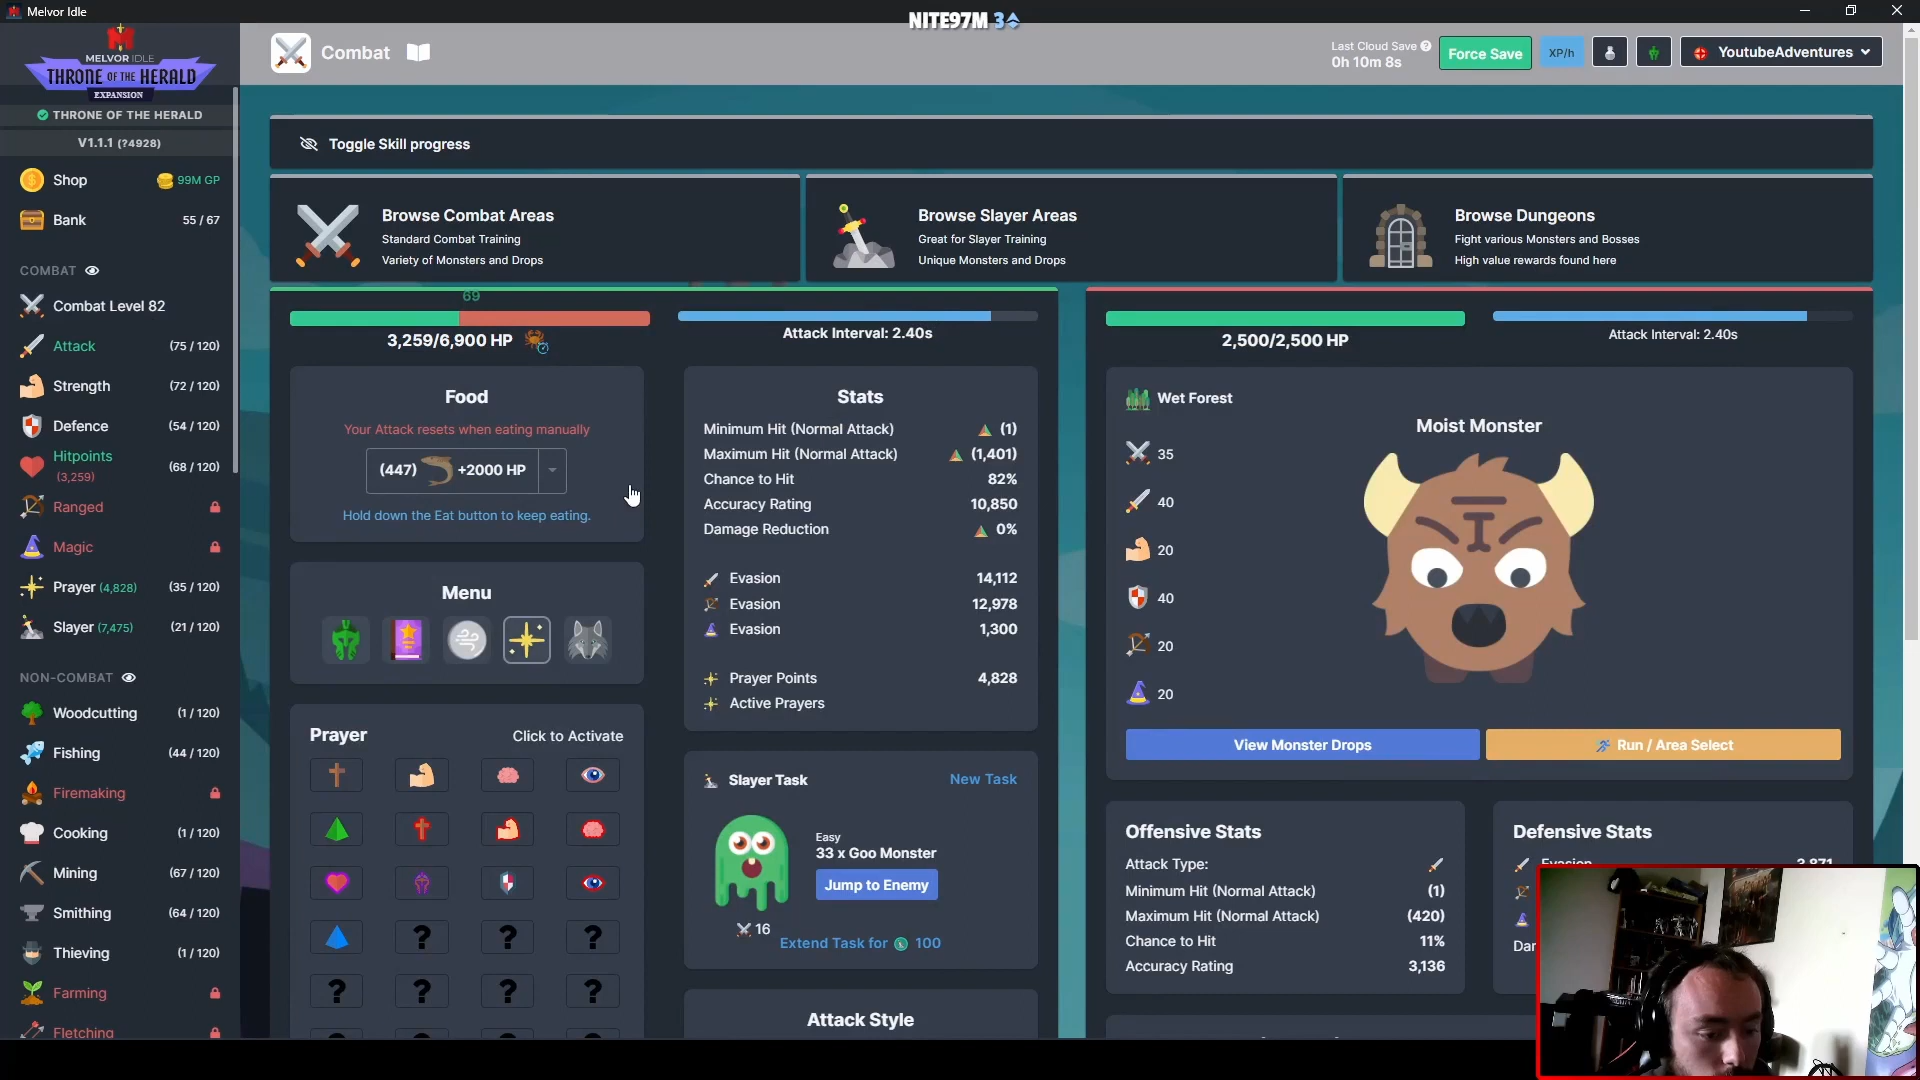 Melvor Idle
NITE97M 3
MELVOR IDLE
THRONE OF THE HERALD
EXPANSION
THRONE OF THE HERALD
V1.1.1 (?4928)
Shop 99M GP
Bank 55 / 67
COMBAT
Combat Level 82
Attack (75 / 120)
Strength (72 / 120)
Defence (54 / 120)
Hitpoints (68 / 120)
(3,259)
Ranged
Magic
Prayer (4,828) (35 / 120)
Slayer (7,475) (21 / 120)
NON-COMBAT
Woodcutting (1 / 120)
Fishing (44 / 120)
Firemaking
Cooking (1 / 120)
Mining (67 / 120)
Smithing (64 / 120)
Thieving (1 / 120)
Farming
Fletching
Combat
Last Cloud Save
0h 10m 8s
Force Save
XP/h
YoutubeAdventures
Toggle Skill progress
Browse Combat Areas
Standard Combat Training
Variety of Monsters and Drops
Browse Slayer Areas
Great for Slayer Training
Unique Monsters and Drops
Browse Dungeons
Fight various Monsters and Bosses
High value rewards found here
69
3,259/6,900 HP
Attack Interval: 2.40s
Food
Your Attack resets when eating manually
(447) +2000 HP
Hold down the Eat button to keep eating.
Menu
Prayer Click to Activate
? ? ?
? ? ? ?
Stats
Minimum Hit (Normal Attack) (1)
Maximum Hit (Normal Attack) (1,401)
Chance to Hit 82%
Accuracy Rating 10,850
Damage Reduction 0%
Evasion 14,112
Evasion 12,978
Evasion 1,300
Prayer Points 4,828
Active Prayers
Slayer Task New Task
Easy
33 x Goo Monster
Jump to Enemy
16
Extend Task for 100
Attack Style
2,500/2,500 HP
Attack Interval: 2.40s
Wet Forest
Moist Monster
35
40
20
40
20
20
View Monster Drops
Run / Area Select
Offensive Stats
Attack Type:
Minimum Hit (Normal Attack) (1)
Maximum Hit (Normal Attack) (420)
Chance to Hit 11%
Accuracy Rating 3,136
Defensive Stats
Evasion 3,871